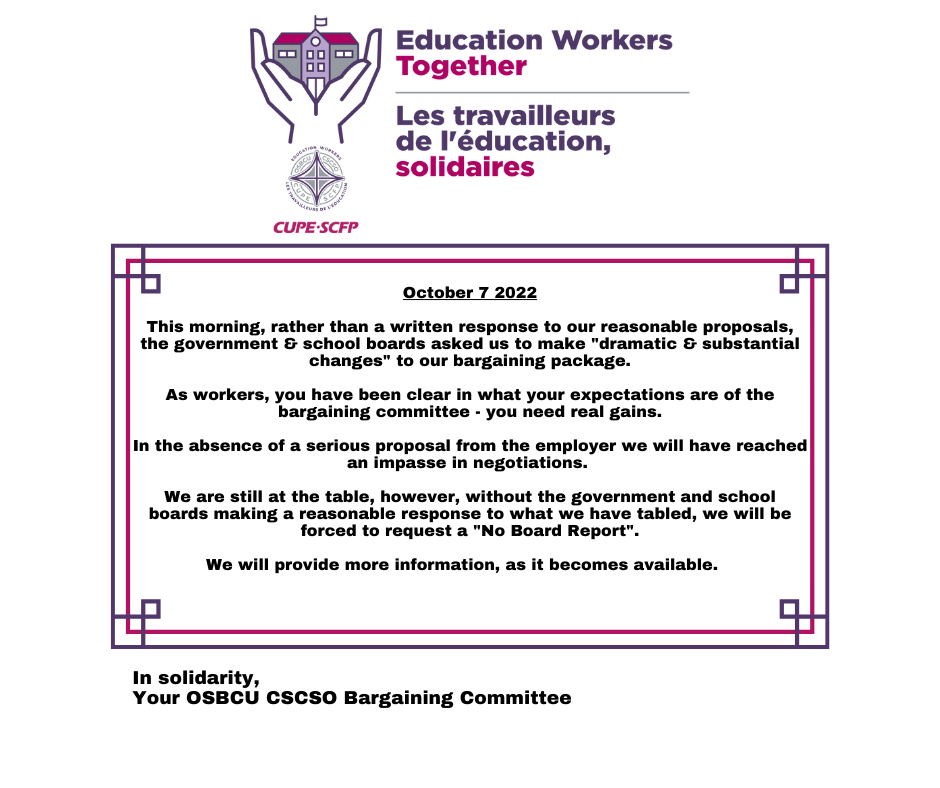 Education Workers
Together
Les travailleurs
de l'éducation,
solidaires
EDUCATION WORKERS
OSBCU CSCSO
CUPE SCFP
LES TRAVAILLEURS DE L'ÉDUCATION
CUPE·SCFP
October 7 2022
This morning, rather than a written response to our reasonable proposals,
the government & school boards asked us to make "dramatic & substantial
changes" to our bargaining package.
As workers, you have been clear in what your expectations are of the
bargaining committee - you need real gains.
In the absence of a serious proposal from the employer we will have reached
an impasse in negotiations.
We are still at the table, however, without the government and school
boards making a reasonable response to what we have tabled, we will be
forced to request a "No Board Report".
We will provide more information, as it becomes available.
In solidarity,
Your OSBCU CSCSO Bargaining Committee